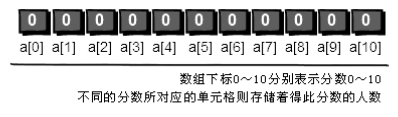 0 0 0 0 0 0 0 0 0 0 0
a[0] a[1] a[2] a[3] a[4] a[5] a[6] a[7] a[8] a[9] a[10]
数组下标0～10分别表示分数0～10
不同的分数所对应的单元格则存储着得此分数的人数